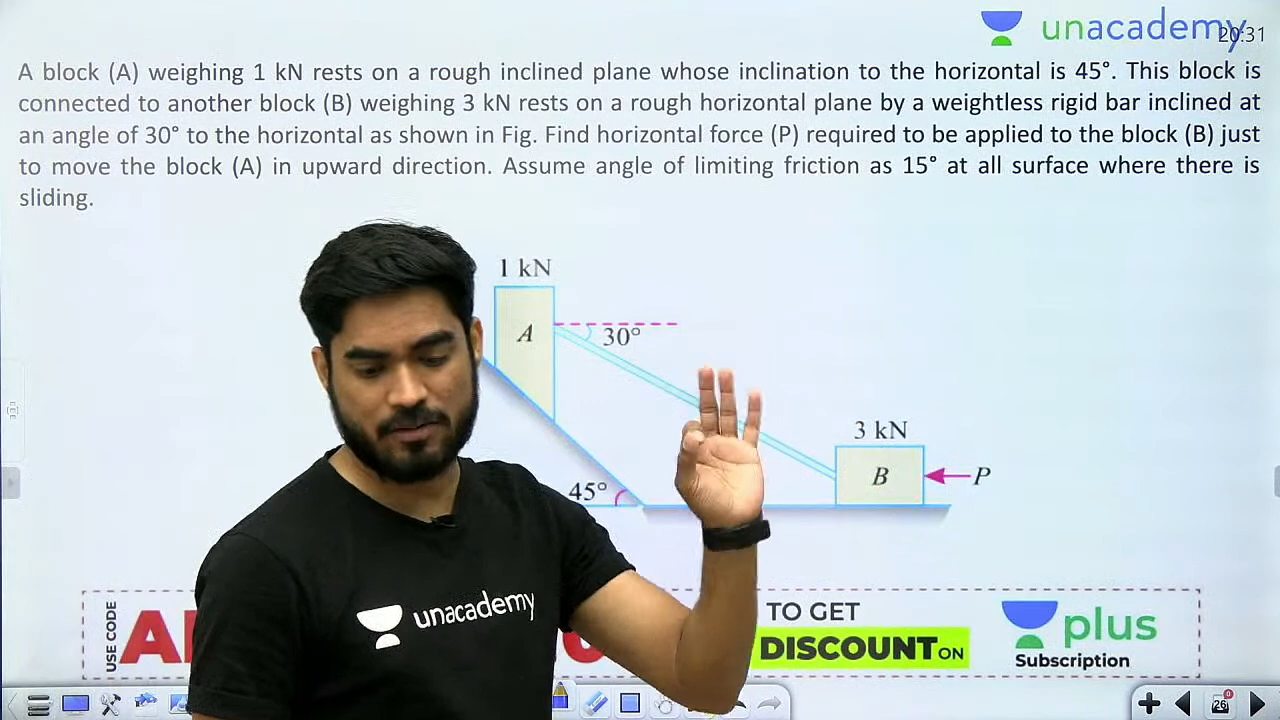 unacademy
20:31
A block (A) weighing 1 kN rests on a rough inclined plane whose inclination to the horizontal is 45°. This block is
connected to another block (B) weighing 3 kN rests on a rough horizontal plane by a weightless rigid bar inclined at
an angle of 30° to the horizontal as shown in Fig. Find horizontal force (P) required to be applied to the block (B) just
to move the block (A) in upward direction. Assume angle of limiting friction as 15° at all surface where there is
sliding.
1 kN
A
30°
3 kN
B
P
45°
unacademy
USE CODE
TO GET
DISCOUNT ON
plus
Subscription
26
0